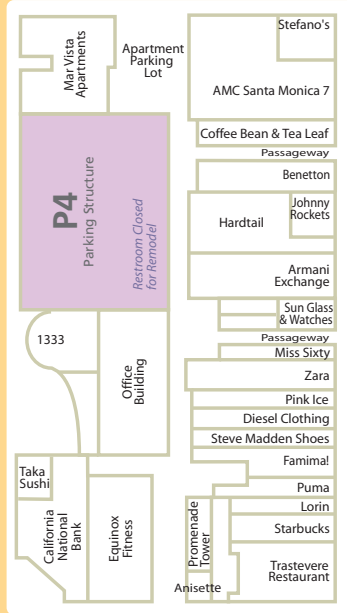 Mar Vista
Apartments
Apartment
Parking
Lot
Stefano's
AMC Santa Monica 7
Coffee Bean & Tea Leaf
Passageway
Benetton
Johnny
Rockets
Hardtail
Armani
Exchange
Sun Glass
& Watches
Passageway
P4
Parking Structure
Restroom Closed
for Remodel
1333
Office
Building
Miss Sixty
Zara
Pink Ice
Diesel Clothing
Steve Madden Shoes
Famima!
Puma
Lorin
Starbucks
Trastevere
Restaurant
Promenade
Tower
Anisette
Taka
Sushi
California
National
Bank
Equinox
Fitness